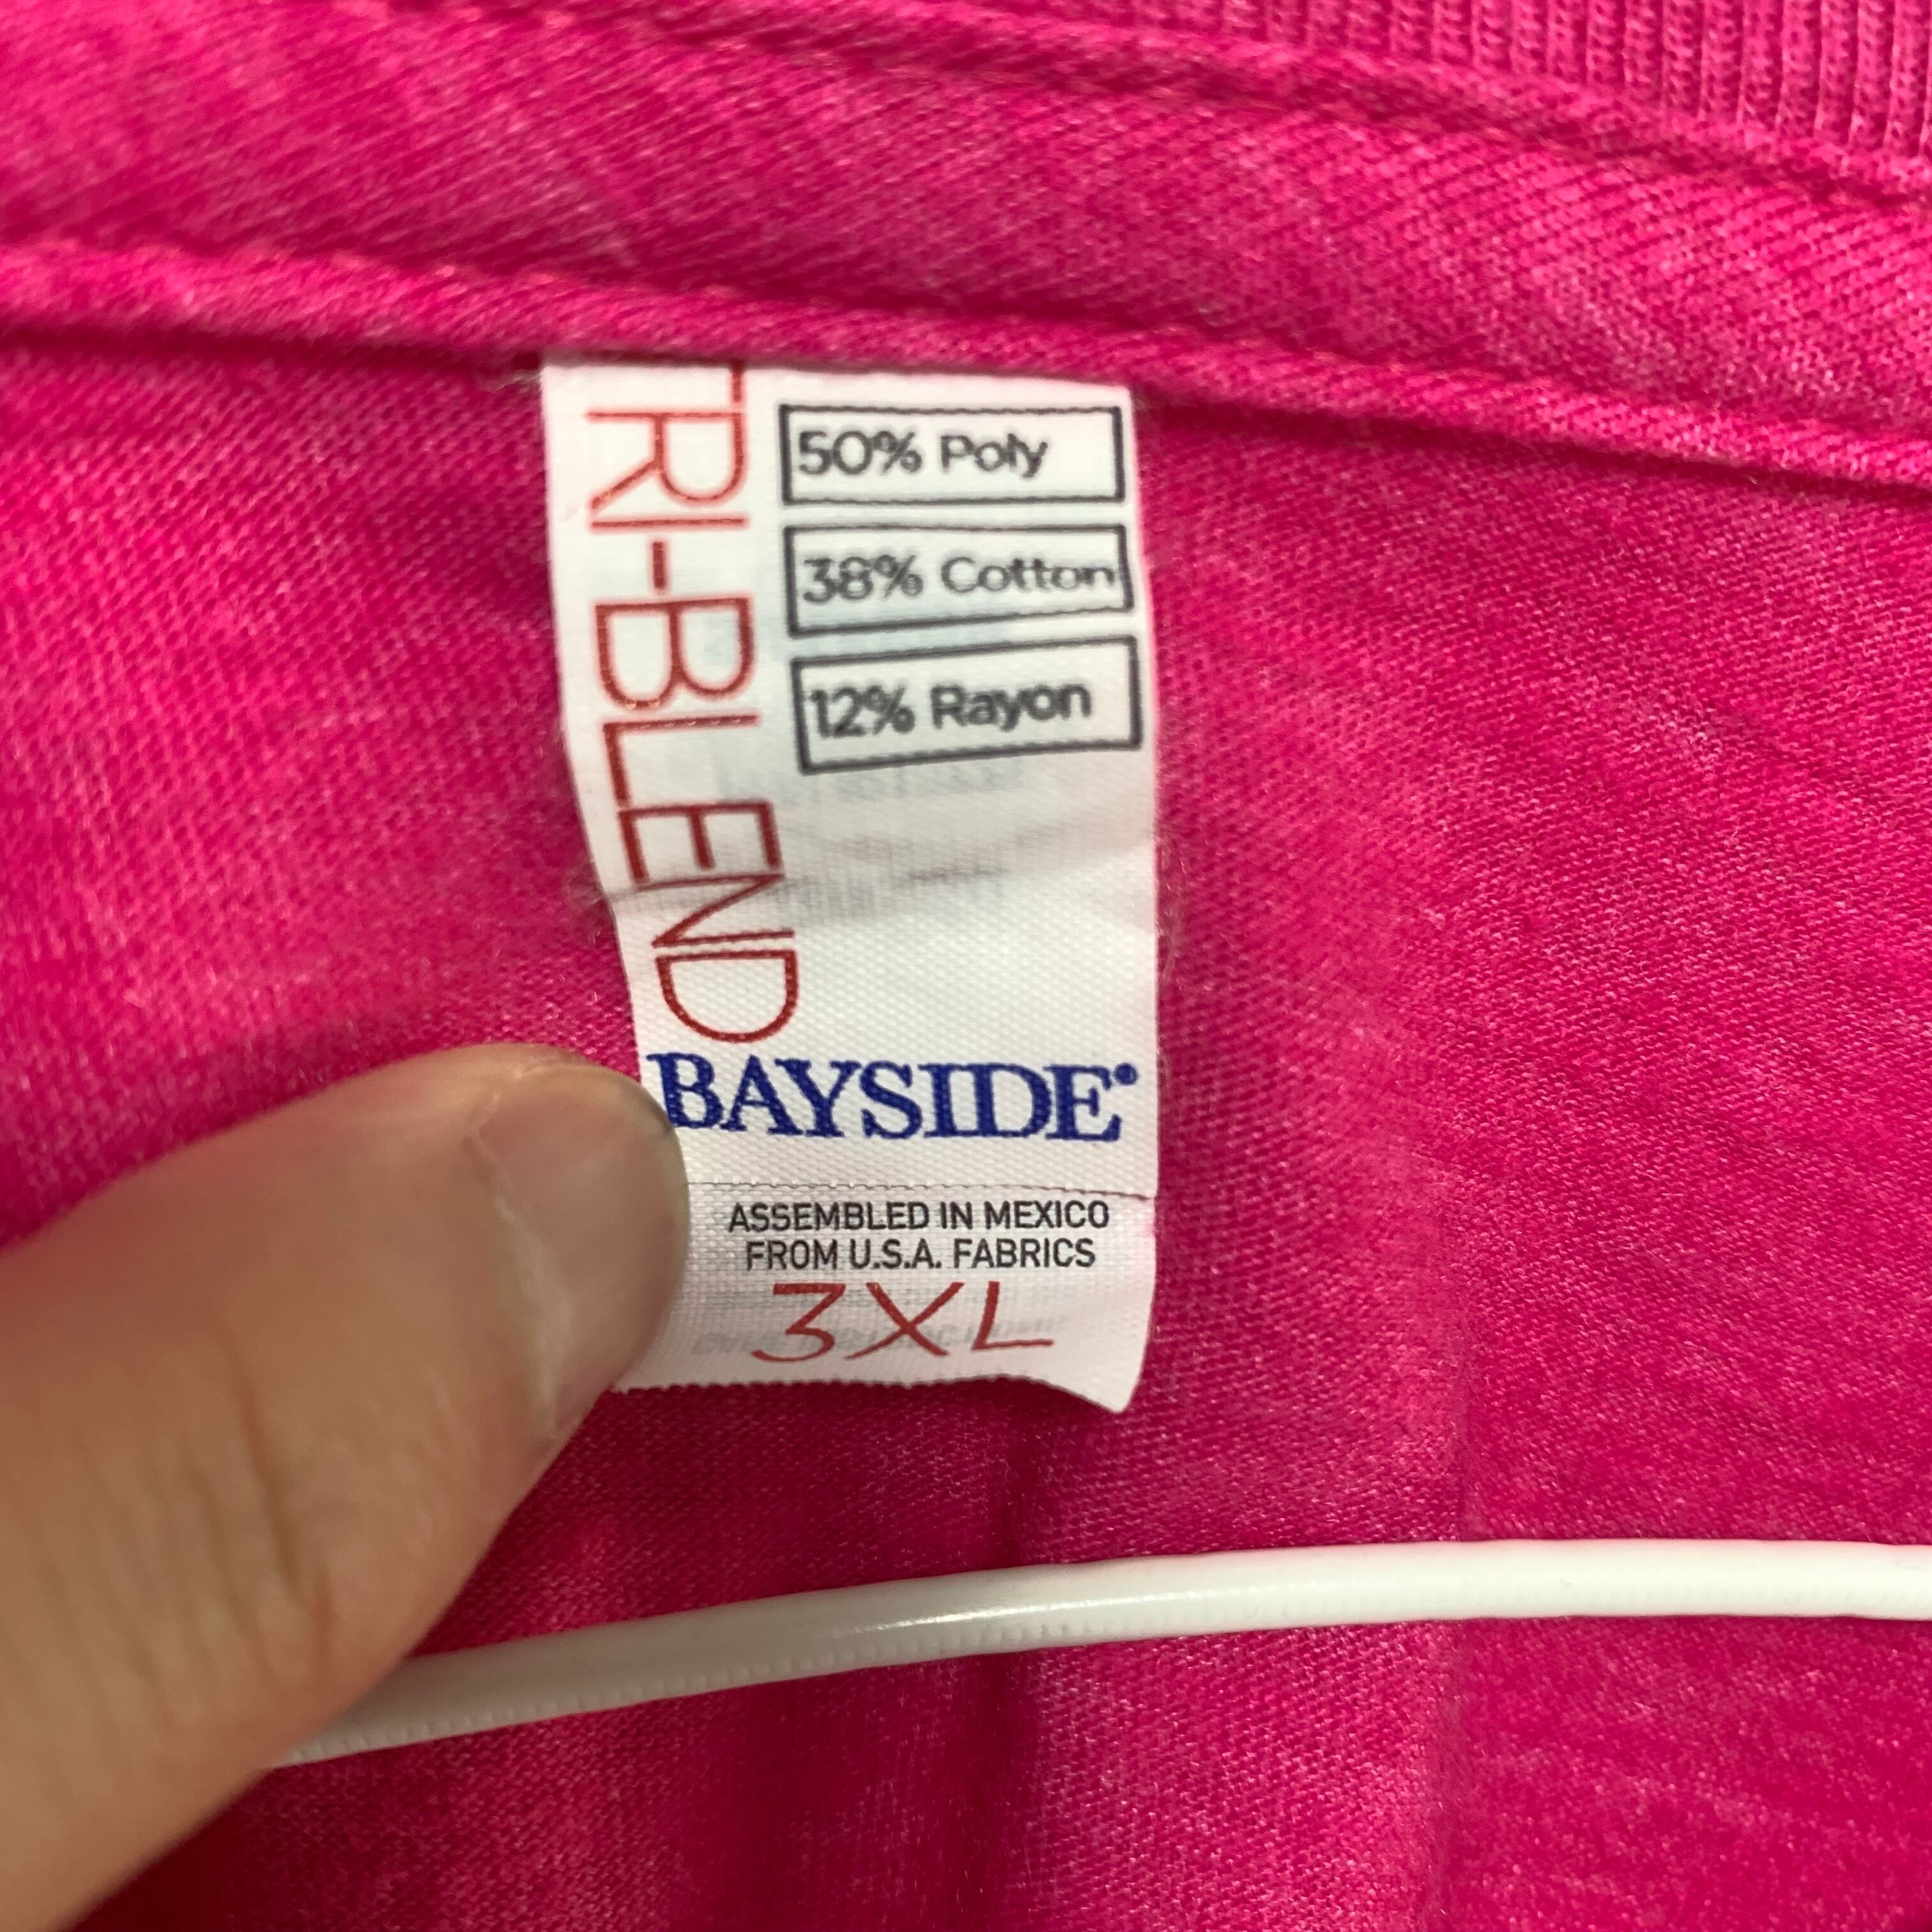 TRI-BLEND
50% Poly
38% Cotton
12% Rayon
BAYSIDE
ASSEMBLED IN MEXICO
FROM U.S.A. FABRICS
3XL